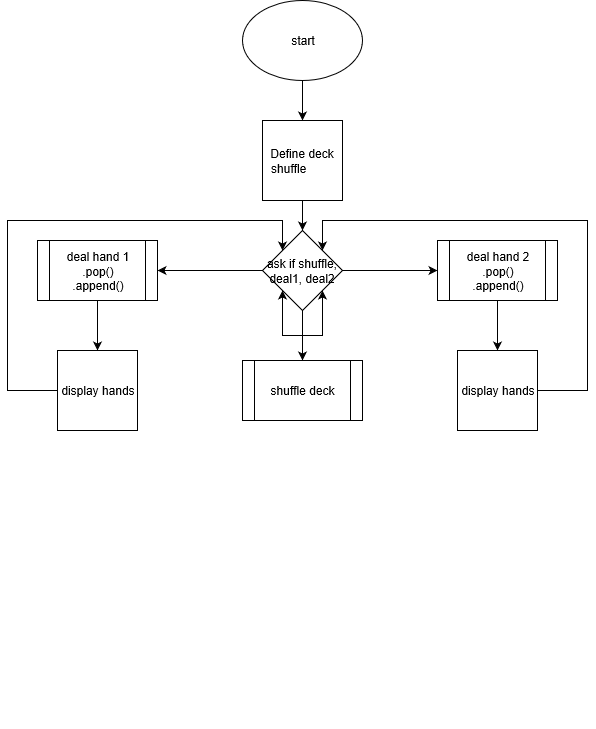 start
Define deck
shuffle
ask if shuffle,
deal1, deal2
deal hand 1
.pop()
.append()
deal hand 2
.pop()
.append()
display hands
shuffle deck
display hands